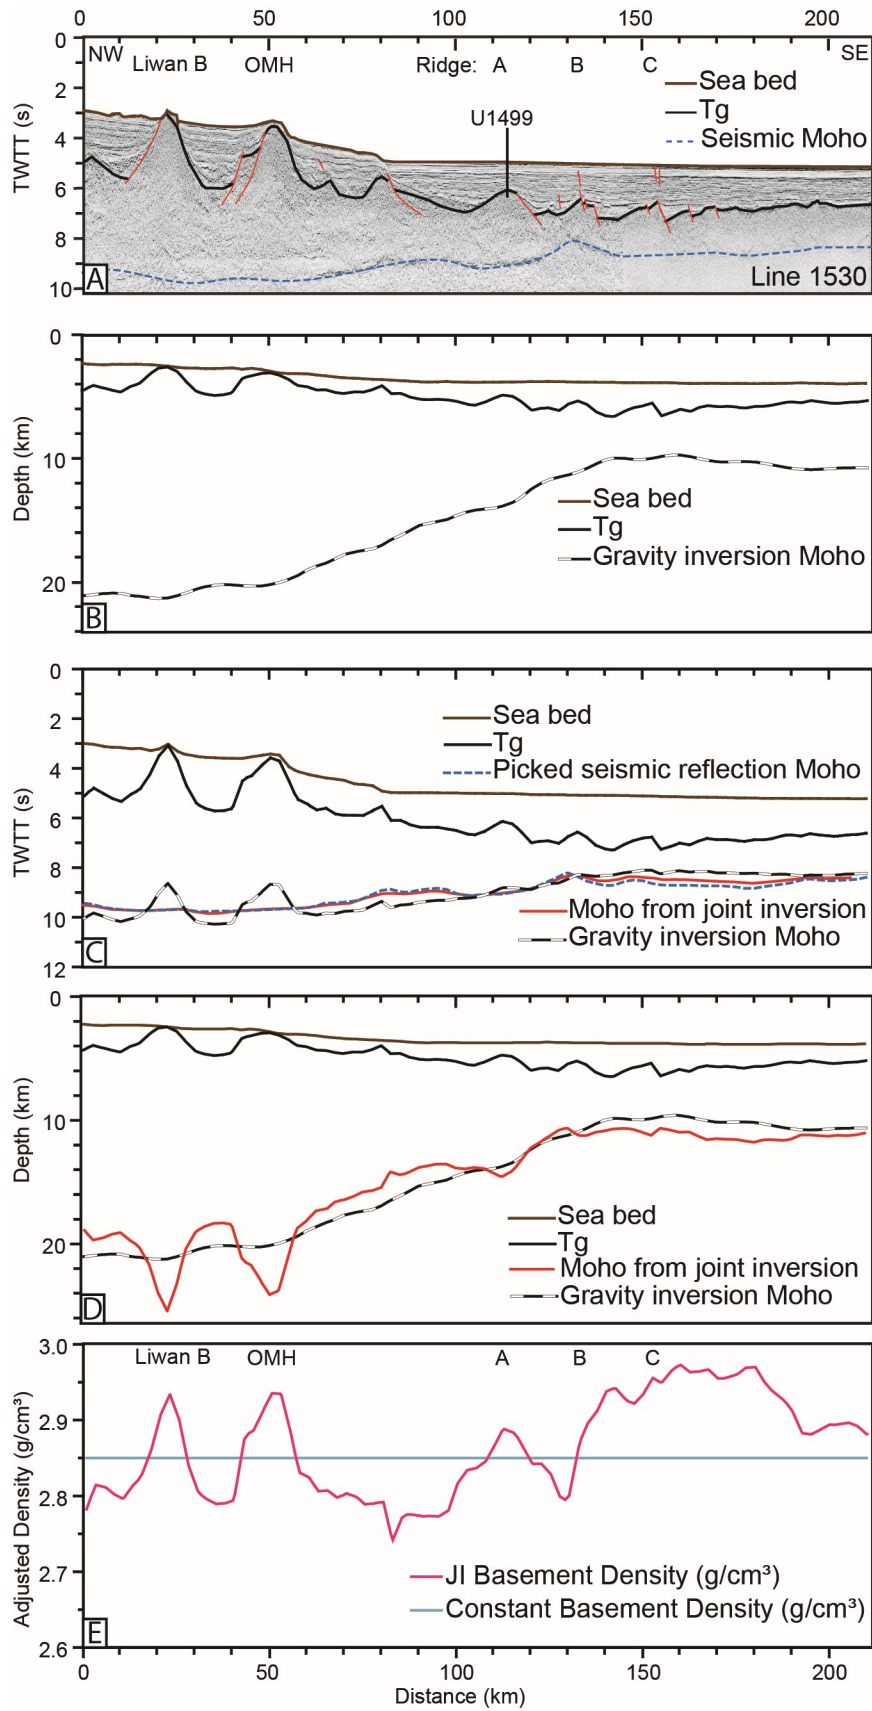 0 50 100 150 200
NW Liwan B OMH Ridge: A B C SE
U1499
Sea bed
Tg
Seismic Moho
TWTT (s)
0
2
4
6
8
10
A
Line 1530
Depth (km)
0
10
20
Sea bed
Tg
Gravity inversion Moho
B
TWTT (s)
0
2
4
6
8
10
12
Sea bed
Tg
Picked seismic reflection Moho
Moho from joint inversion
Gravity inversion Moho
C
Depth (km)
0
10
20
Sea bed
Tg
Moho from joint inversion
Gravity inversion Moho
D
Adjusted Density (g/cm³)
3.0
2.9
2.8
2.7
2.6
Liwan B OMH A B C
JI Basement Density (g/cm³)
Constant Basement Density (g/cm³)
E
0 50 100 150 200
Distance (km)